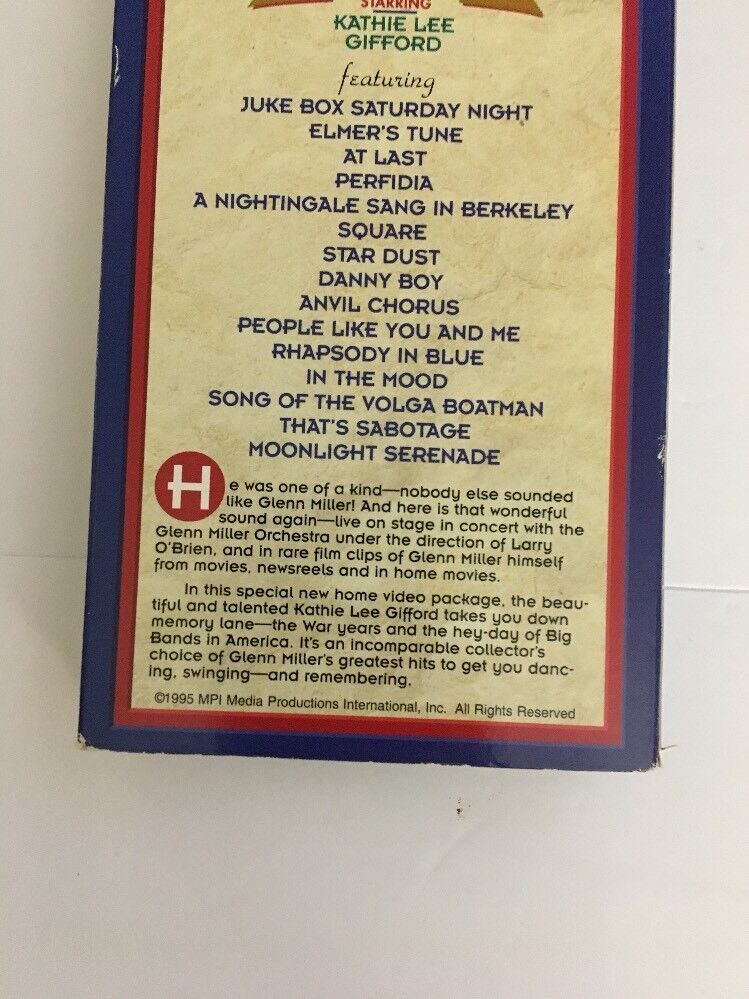 STARRING
KATHIE LEE
GIFFORD
featuring
JUKE BOX SATURDAY NIGHT
ELMER'S TUNE
AT LAST
PERFIDIA
A NIGHTINGALE SANG IN BERKELEY
SQUARE
STAR DUST
DANNY BOY
ANVIL CHORUS
PEOPLE LIKE YOU AND ME
RHAPSODY IN BLUE
IN THE MOOD
SONG OF THE VOLGA BOATMAN
THAT'S SABOTAGE
MOONLIGHT SERENADE
He was one of a kind—nobody else sounded
like Glenn Miller! And here is that wonderful
sound again—live on stage in concert with the
Glenn Miller Orchestra under the direction of Larry
O'Brien, and in rare film clips of Glenn Miller himself
from movies, newsreels and in home movies.
In this special new home video package, the beau-
tiful and talented Kathie Lee Gifford takes you down
memory lane—the War years and the hey-day of Big
Bands in America. It's an incomparable collector's
choice of Glenn Miller's greatest hits to get you danc-
ing, swinging—and remembering.
©1995 MPI Media Productions International, Inc. All Rights Reserved